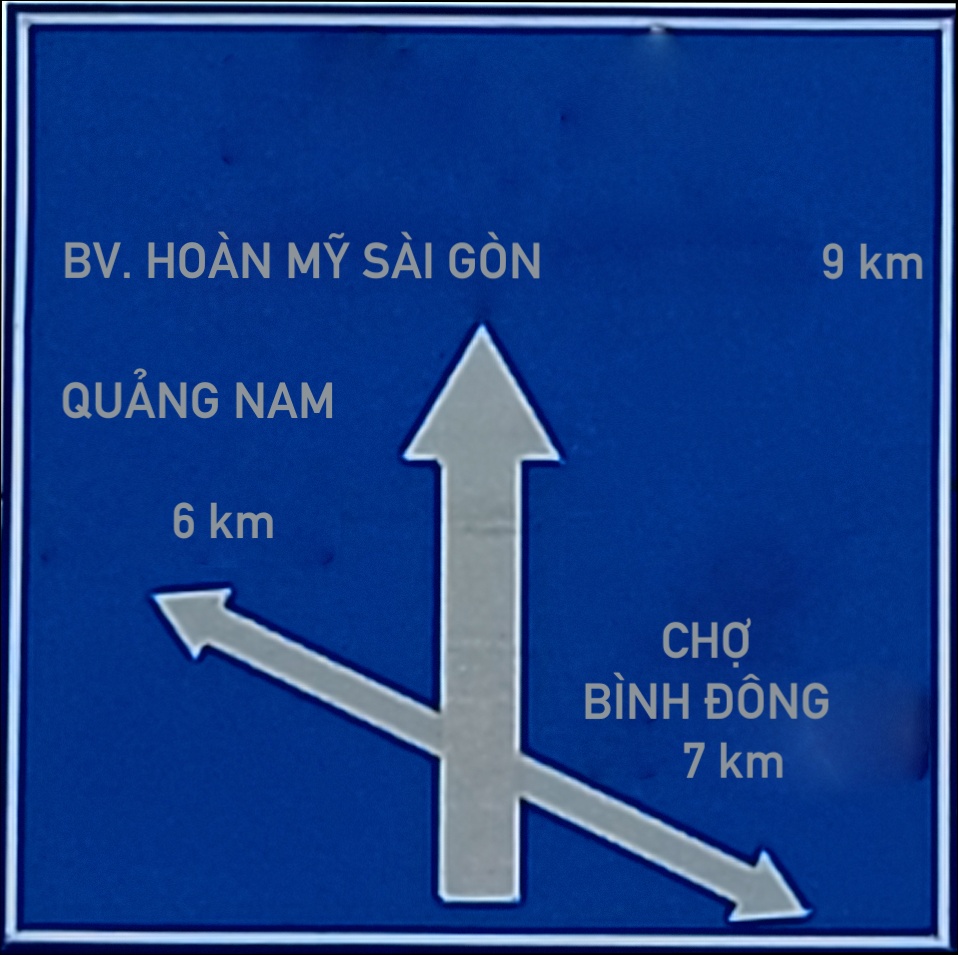 BV. HOÀN MỸ SÀI GÒN 9 km
QUẢNG NAM
6 km
CHỢ
BÌNH ĐÔNG
7 km